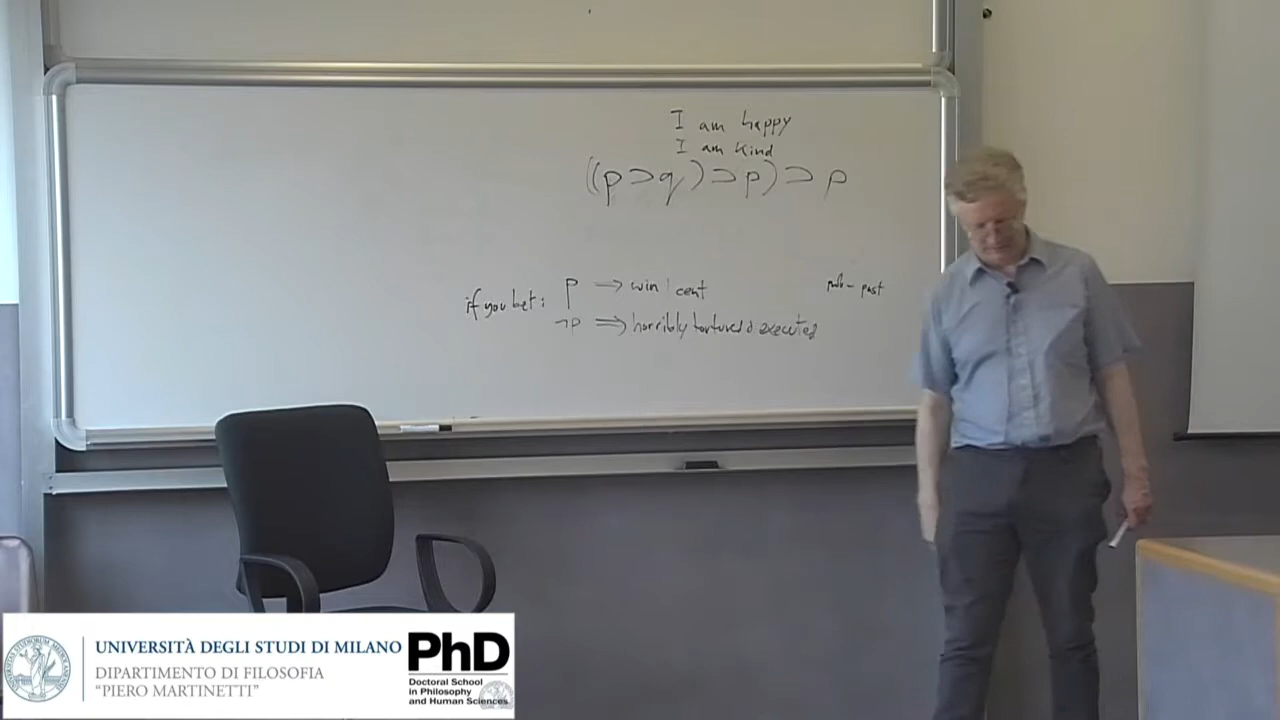 I am happy
I am kind
((p ⊃ q) ⊃ p) ⊃ p
if you bet: p → win 1 cent
¬p ⇒ horribly tortured & executed
UNIVERSITÀ DEGLI STUDI DI MILANO
DIPARTIMENTO DI FILOSOFIA
"PIERO MARTINETTI"
PhD
Doctoral School
in Philosophy
and Human Sciences